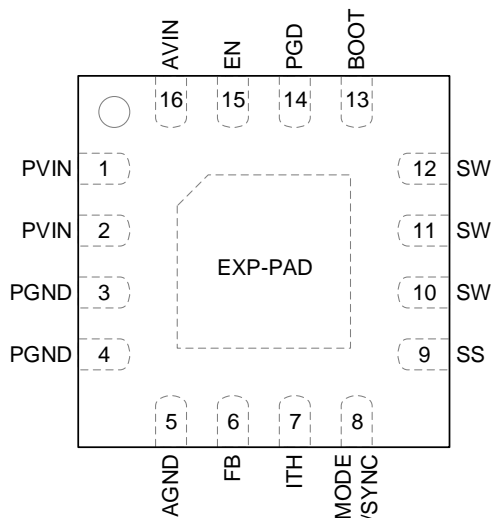 AVIN
EN
PGD
BOOT
16
15
14
13
PVIN 1
12 SW
PVIN 2
11 SW
EXP-PAD
PGND 3
10 SW
PGND 4
9 SS
5
6
7
8
AGND
FB
ITH
MODE
/SYNC